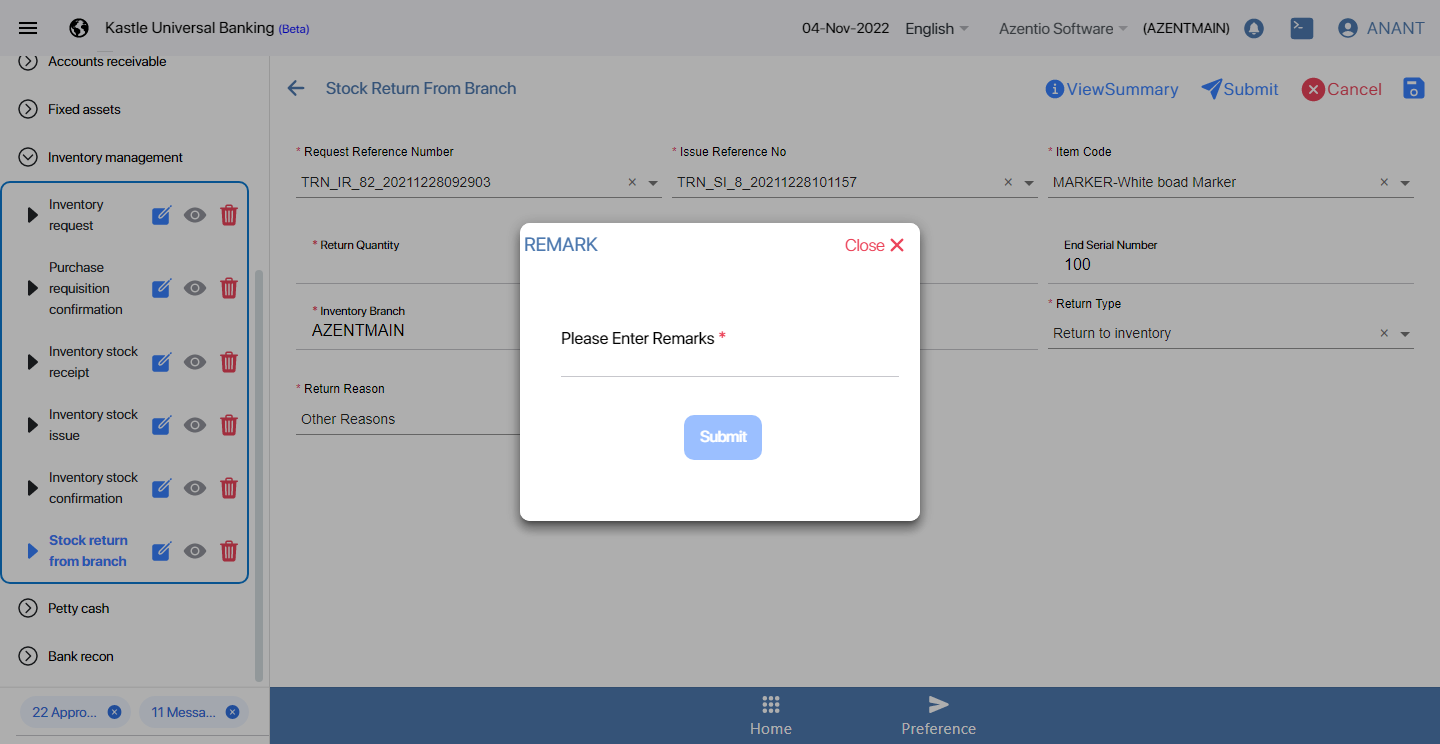 Kastle Universal Banking (Beta)
04-Nov-2022
English
Azentio Software
(AZENTMAIN)
ANANT
Accounts receivable
Fixed assets
Inventory management
Inventory
request
Purchase
requisition
confirmation
Inventory stock
receipt
Inventory stock
issue
Inventory stock
confirmation
Stock return
from branch
Petty cash
Bank recon
22 Appro...
11 Messa...
Stock Return From Branch
ViewSummary
Submit
Cancel
* Request Reference Number
TRN_IR_82_20211228092903
* Issue Reference No
TRN_SI_8_20211228101157
* Item Code
MARKER-White boad Marker
* Return Quantity
End Serial Number
100
* Inventory Branch
AZENTMAIN
* Return Type
Return to inventory
* Return Reason
Other Reasons
REMARK
Close
Please Enter Remarks *
Submit
Home
Preference